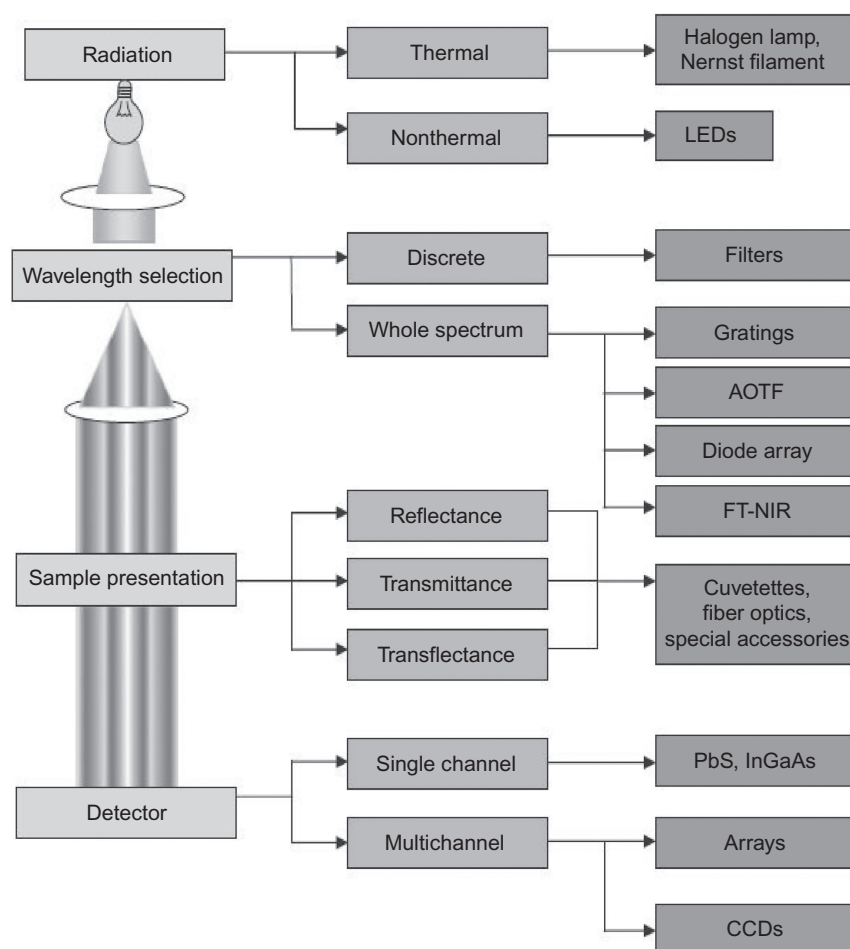 Radiation
Thermal
Halogen lamp,
Nernst filament
Nonthermal
LEDs
Wavelength selection
Discrete
Filters
Whole spectrum
Gratings
AOTF
Diode array
FT-NIR
Sample presentation
Reflectance
Transmittance
Transflectance
Cuvetettes,
fiber optics,
special accessories
Detector
Single channel
PbS, InGaAs
Multichannel
Arrays
CCDs